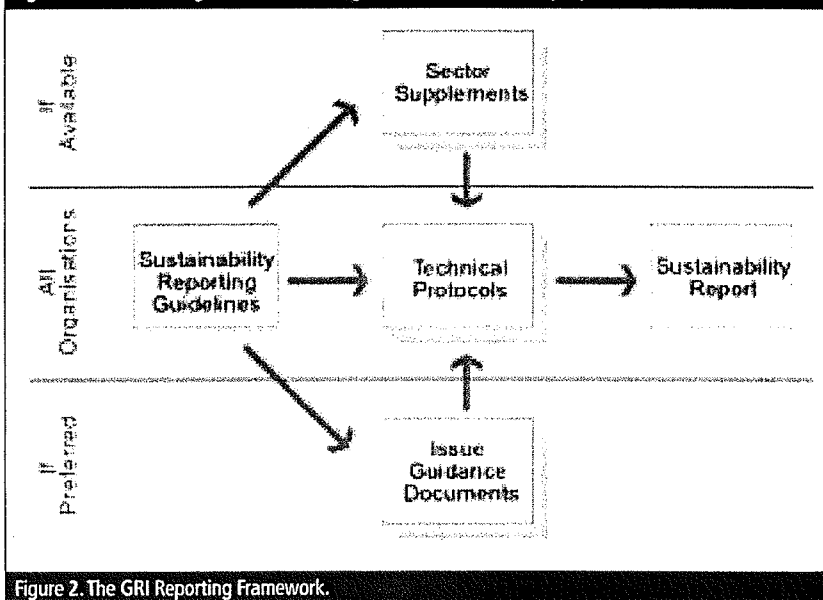 If
Available
Sector
Supplements
All
Organisations
Sustainability
Reporting
Guidelines
Technical
Protocols
Sustainability
Report
If
Preferred
Issue
Guidance
Documents
Figure 2. The GRI Reporting Framework.